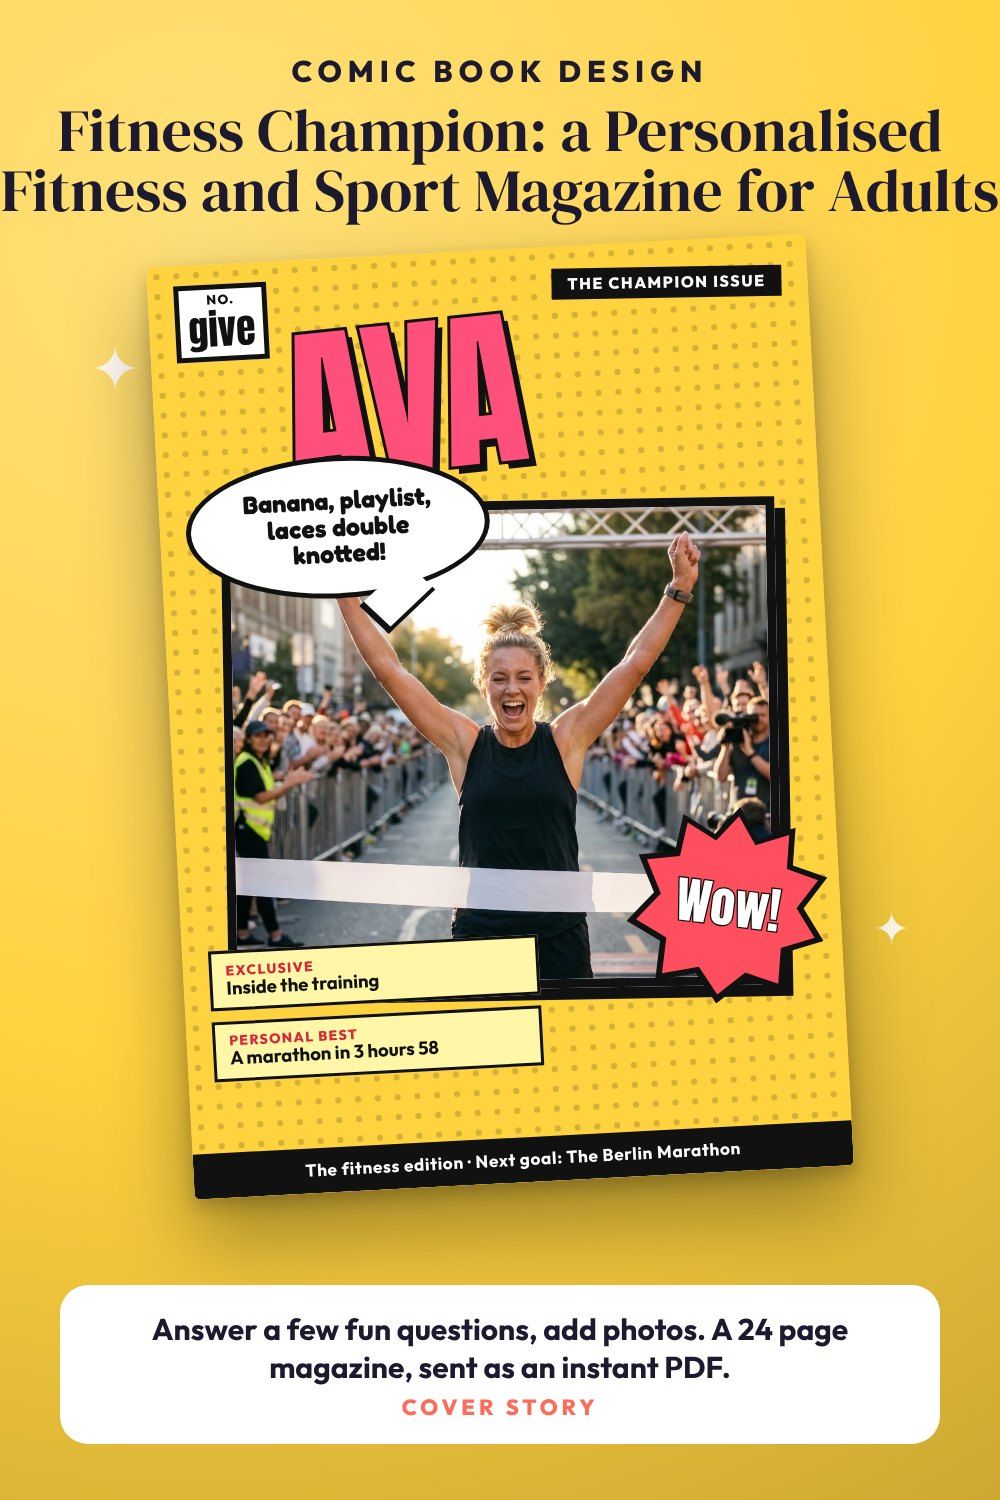 COMIC BOOK DESIGN
Fitness Champion: a Personalised
Fitness and Sport Magazine for Adults
THE CHAMPION ISSUE
NO.
give
AVA
Banana, playlist,
laces double
knotted!
Wow!
EXCLUSIVE
Inside the training
PERSONAL BEST
A marathon in 3 hours 58
The fitness edition · Next goal: The Berlin Marathon
Answer a few fun questions, add photos. A 24 page
magazine, sent as an instant PDF.
COVER STORY